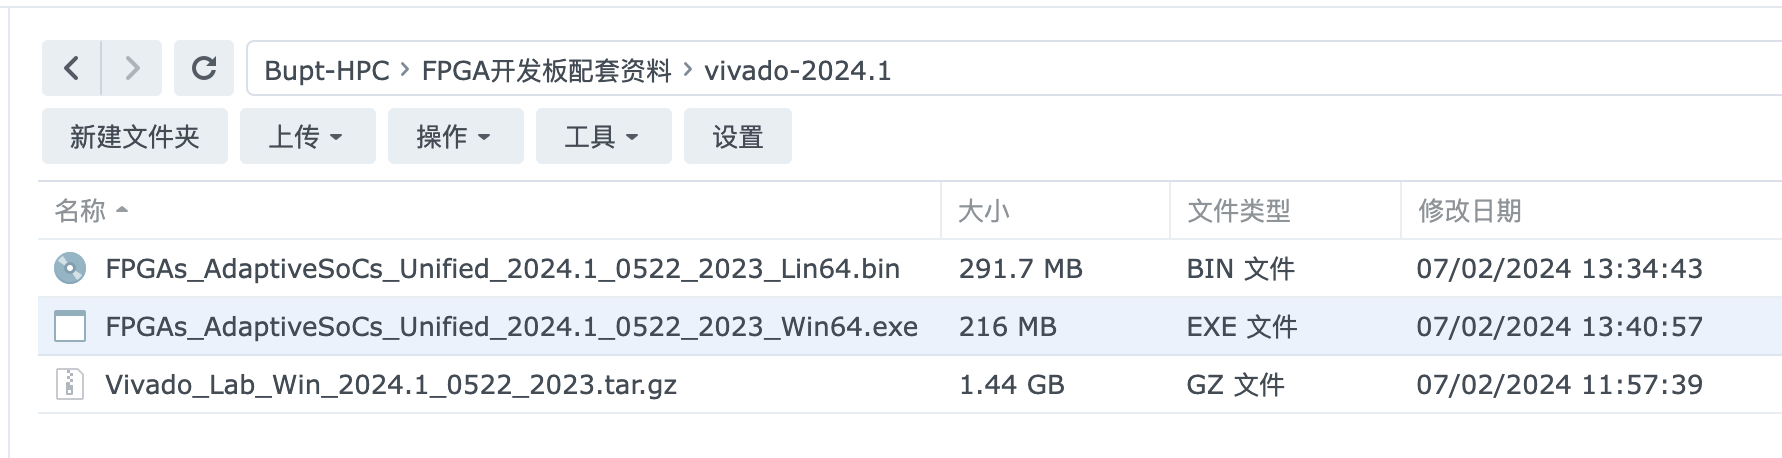 Bupt-HPC › FPGA开发板配套资料 › vivado-2024.1
新建文件夹 上传 操作 工具 设置
名称 大小 文件类型 修改日期
FPGAs_AdaptiveSoCs_Unified_2024.1_0522_2023_Lin64.bin 291.7 MB BIN 文件 07/02/2024 13:34:43
FPGAs_AdaptiveSoCs_Unified_2024.1_0522_2023_Win64.exe 216 MB EXE 文件 07/02/2024 13:40:57
Vivado_Lab_Win_2024.1_0522_2023.tar.gz 1.44 GB GZ 文件 07/02/2024 11:57:39